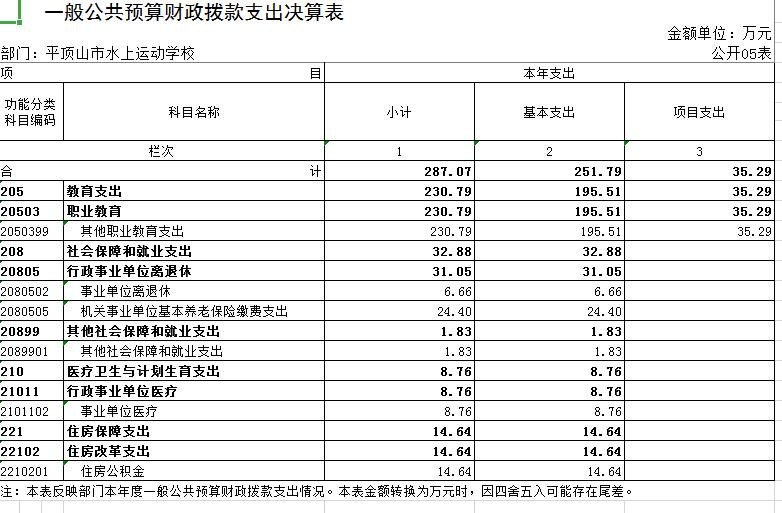 一般公共预算财政拨款支出决算表
金额单位：万元
部门：平顶山市水上运动学校 公开05表
项 目 本年支出
功能分类科目编码 科目名称 小计 基本支出 项目支出
栏次 1 2 3
合 计 287.07 251.79 35.29
205 教育支出 230.79 195.51 35.29
20503 职业教育 230.79 195.51 35.29
2050399 其他职业教育支出 230.79 195.51 35.29
208 社会保障和就业支出 32.88 32.88
20805 行政事业单位离退休 31.05 31.05
2080502 事业单位离退休 6.66 6.66
2080505 机关事业单位基本养老保险缴费支出 24.40 24.40
20899 其他社会保障和就业支出 1.83 1.83
2089901 其他社会保障和就业支出 1.83 1.83
210 医疗卫生与计划生育支出 8.76 8.76
21011 行政事业单位医疗 8.76 8.76
2101102 事业单位医疗 8.76 8.76
221 住房保障支出 14.64 14.64
22102 住房改革支出 14.64 14.64
2210201 住房公积金 14.64 14.64
注：本表反映部门本年度一般公共预算财政拨款支出情况。本表金额转换为万元时，因四舍五入可能存在尾差。